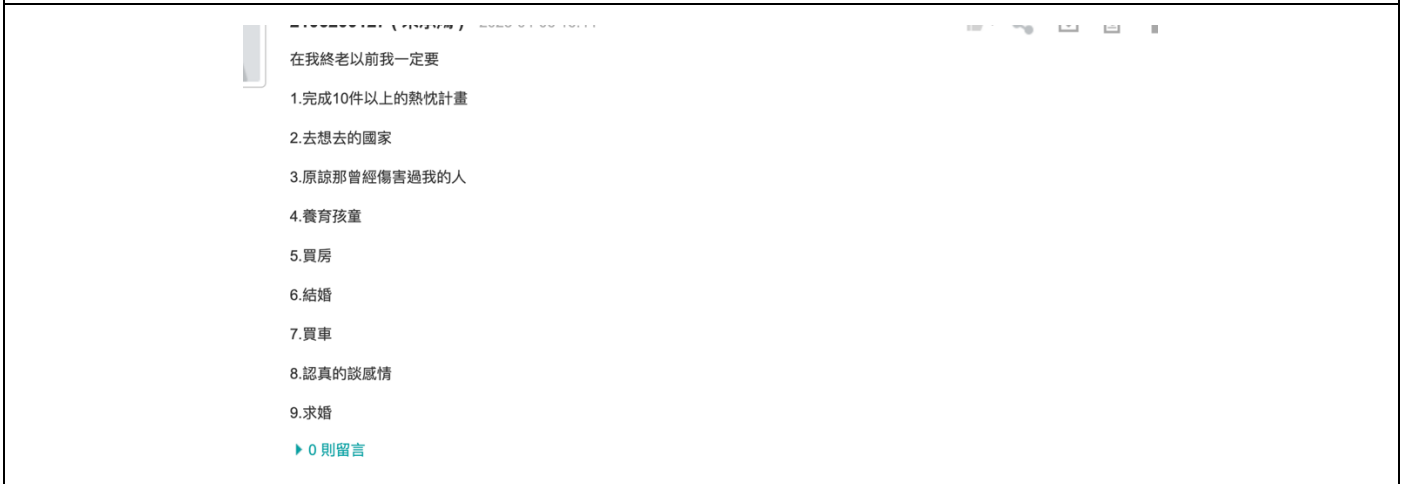 在我終老以前我一定要
1.完成10件以上的熱忱計畫
2.去想去的國家
3.原諒那曾經傷害過我的人
4.養育孩童
5.買房
6.結婚
7.買車
8.認真的談感情
9.求婚
0 則留言